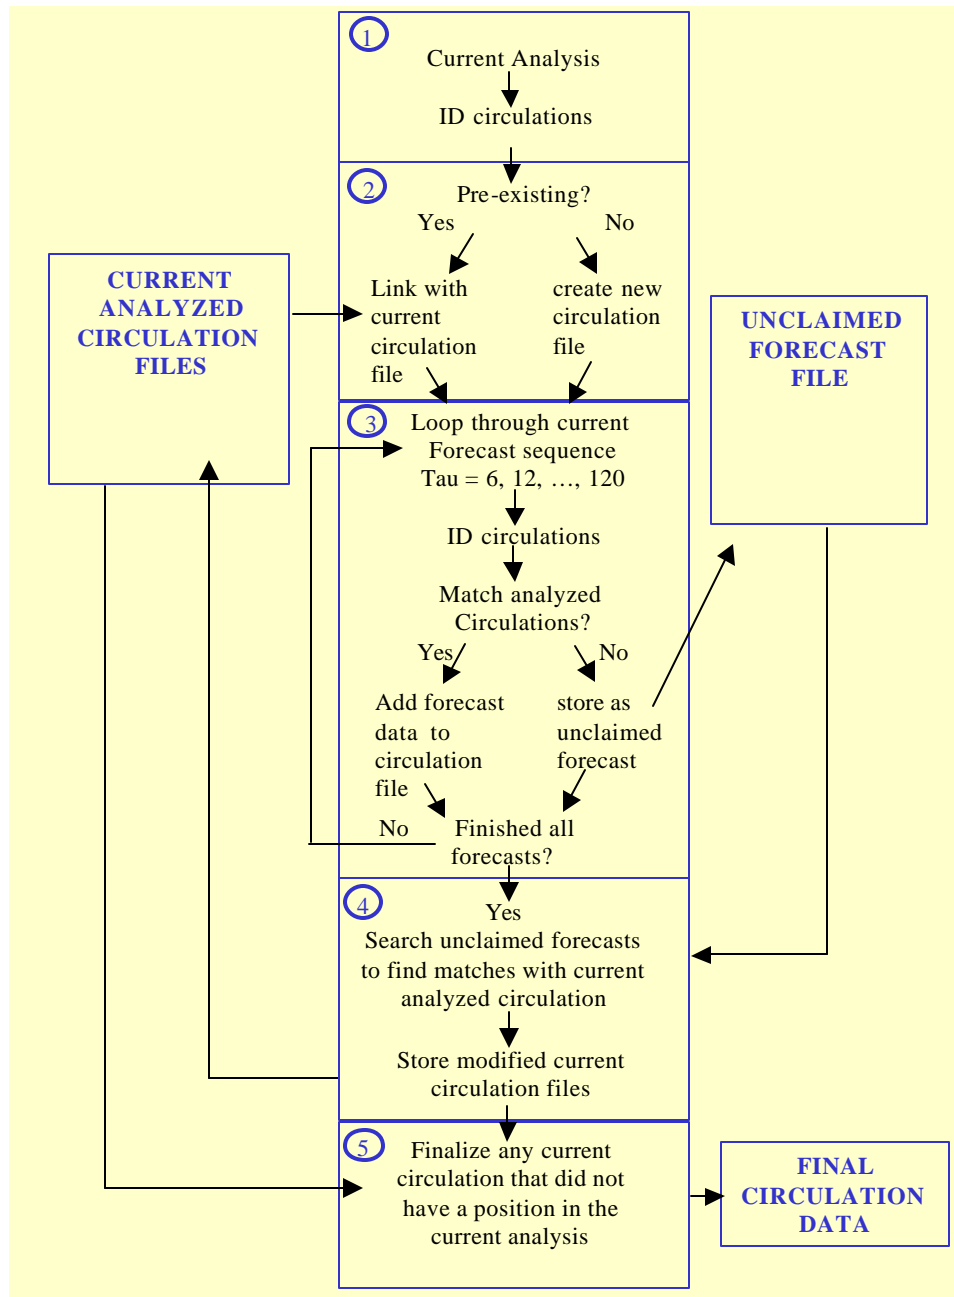 1
Current Analysis
ID circulations
2
Pre-existing?
Yes
No
Link with
current
circulation
file
create new
circulation
file
CURRENT
ANALYZED
CIRCULATION
FILES
UNCLAIMED
FORECAST
FILE
3
Loop through current
Forecast sequence
Tau = 6, 12, …, 120
ID circulations
Match analyzed
Circulations?
Yes
No
Add forecast
data to
circulation
file
store as
unclaimed
forecast
No
Finished all
forecasts?
4
Yes
Search unclaimed forecasts
to find matches with current
analyzed circulation
Store modified current
circulation files
5
Finalize any current
circulation that did not
have a position in the
current analysis
FINAL
CIRCULATION
DATA